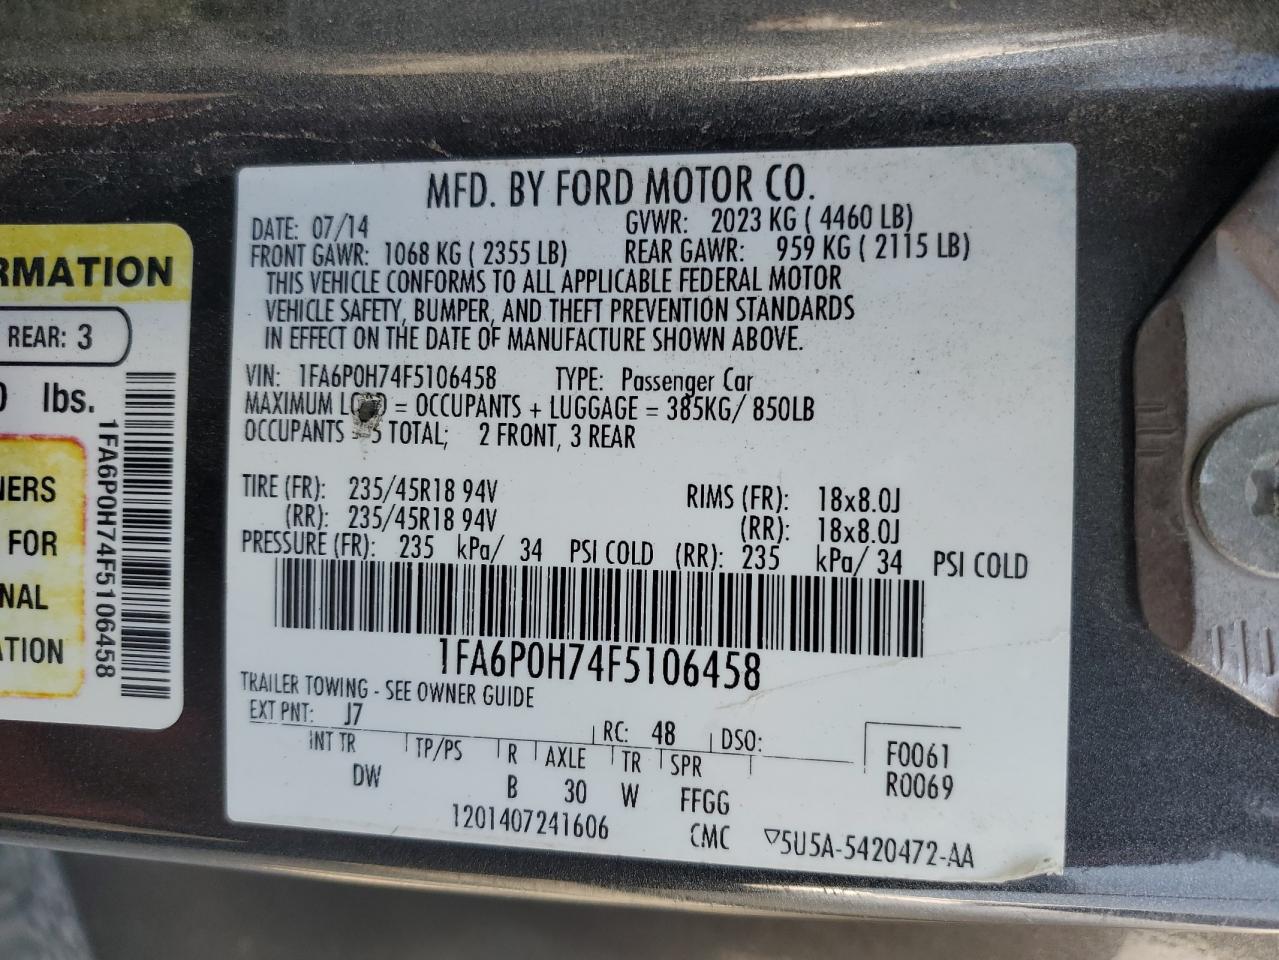 RMATION
REAR: 3
0 lbs.
NERS
FOR
NAL
ATION
1FA6P0H74F5106458
MFD. BY FORD MOTOR CO.
DATE: 07/14 GVWR: 2023 KG ( 4460 LB)
FRONT GAWR: 1068 KG ( 2355 LB) REAR GAWR: 959 KG ( 2115 LB)
THIS VEHICLE CONFORMS TO ALL APPLICABLE FEDERAL MOTOR
VEHICLE SAFETY, BUMPER, AND THEFT PREVENTION STANDARDS
IN EFFECT ON THE DATE OF MANUFACTURE SHOWN ABOVE.
VIN: 1FA6P0H74F5106458 TYPE: Passenger Car
MAXIMUM LOAD = OCCUPANTS + LUGGAGE = 385KG/ 850LB
OCCUPANTS = 5 TOTAL; 2 FRONT, 3 REAR
TIRE (FR): 235/45R18 94V RIMS (FR): 18x8.0J
(RR): 235/45R18 94V (RR): 18x8.0J
PRESSURE (FR): 235 kPa/ 34 PSI COLD (RR): 235 kPa/ 34 PSI COLD
1FA6P0H74F5106458
TRAILER TOWING - SEE OWNER GUIDE
EXT PNT: J7 RC: 48 DSO:
INT TR TP/PS R AXLE TR SPR F0061
DW B 30 W FFGG R0069
1201407241606 CMC ▽5U5A-5420472-AA